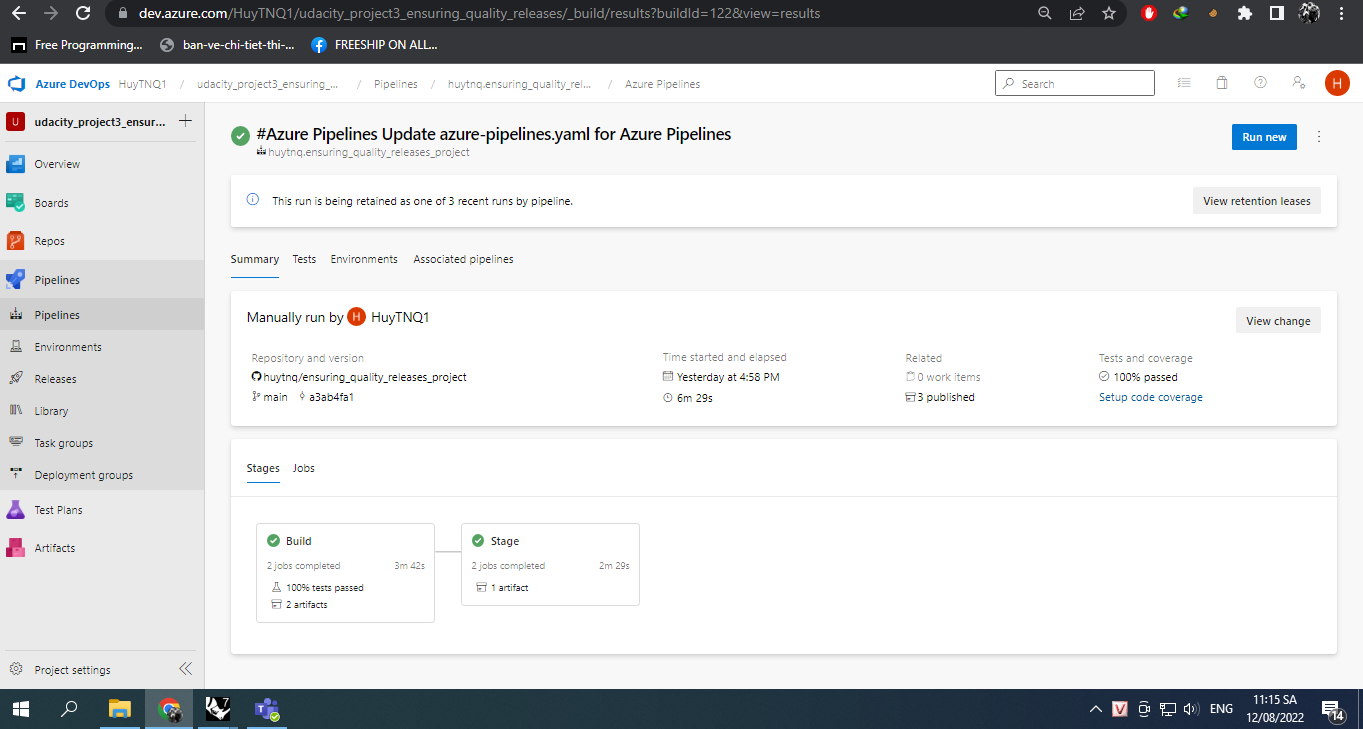 dev.azure.com/HuyTNQ1/udacity_project3_ensuring_quality_releases/_build/results?buildId=122&view=results
Free Programming... ban-ve-chi-tiet-thi-... FREESHIP ON ALL...
Azure DevOps HuyTNQ1 / udacity_project3_ensuring_... / Pipelines / huytnq.ensuring_quality_rel... / Azure Pipelines Search H
U udacity_project3_ensur... +
Overview
Boards
Repos
Pipelines
Pipelines
Environments
Releases
Library
Task groups
Deployment groups
Test Plans
Artifacts
Project settings
#Azure Pipelines Update azure-pipelines.yaml for Azure Pipelines
huytnq.ensuring_quality_releases_project
Run new
This run is being retained as one of 3 recent runs by pipeline.
View retention leases
Summary Tests Environments Associated pipelines
Manually run by H HuyTNQ1
View change
Repository and version
huytnq/ensuring_quality_releases_project
main a3ab4fa1
Time started and elapsed
Yesterday at 4:58 PM
6m 29s
Related
0 work items
3 published
Tests and coverage
100% passed
Setup code coverage
Stages Jobs
Build
2 jobs completed 3m 42s
100% tests passed
2 artifacts
Stage
2 jobs completed 2m 29s
1 artifact
7
V ENG
11:15 SA
12/08/2022
14